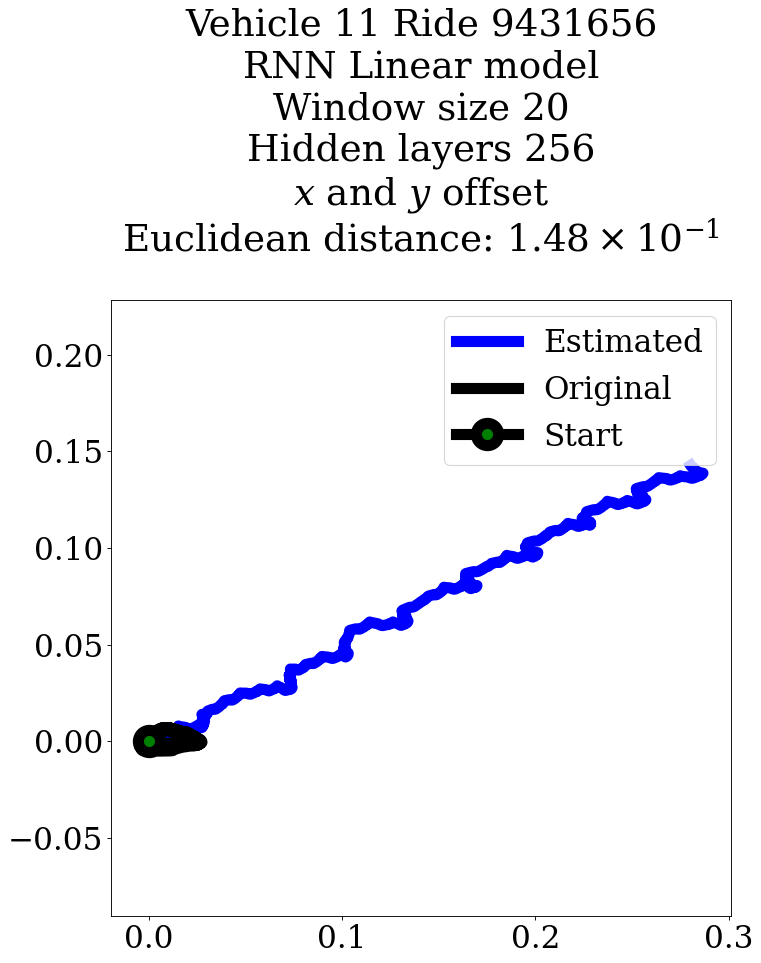 Vehicle 11 Ride 9431656
RNN Linear model
Window size 20
Hidden layers 256
x and y offset
Euclidean distance: 1.48 × 10⁻¹
Estimated
Original
Start
0.20
0.15
0.10
0.05
0.00
−0.05
0.0 0.1 0.2 0.3